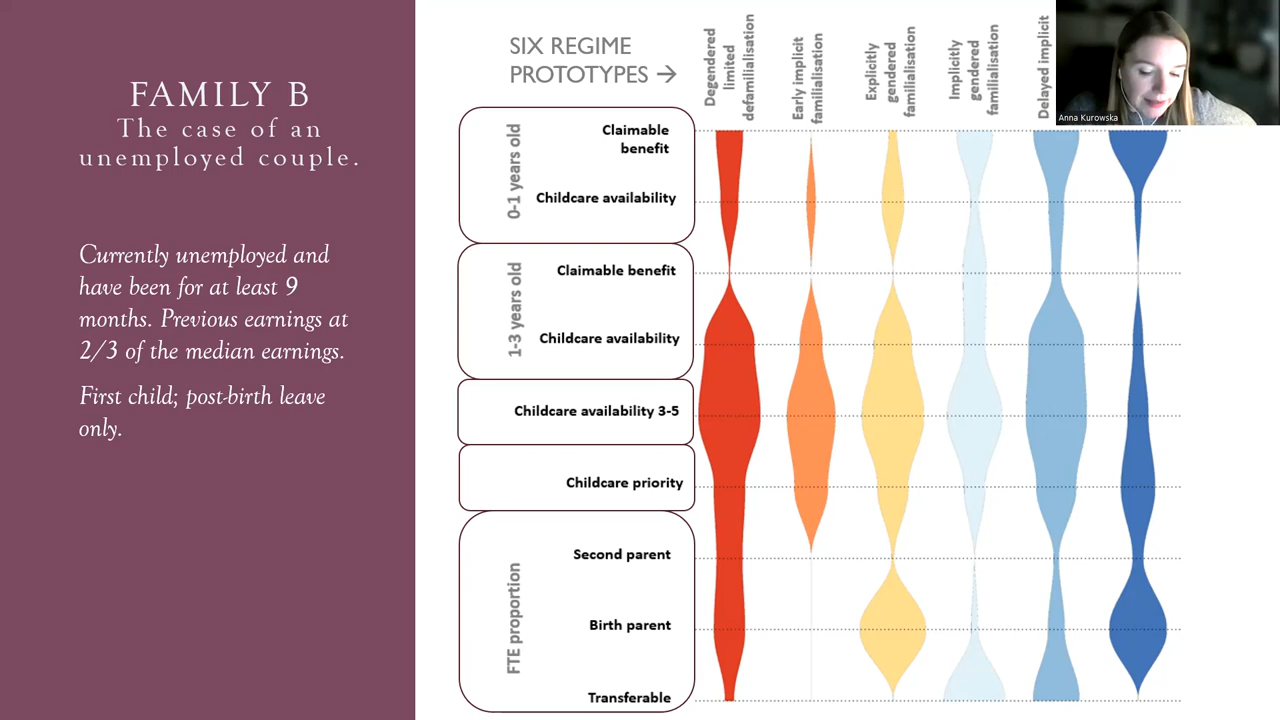 FAMILY B
The case of an
unemployed couple.
Currently unemployed and
have been for at least 9
months. Previous earnings at
2/3 of the median earnings.
First child; post-birth leave
only.
SIX REGIME
PROTOTYPES →
Degendered
limited
defamilialisation
Early implicit
familialisation
Explicitly
gendered
familialisation
Implicitly
gendered
familialisation
Delayed implicit
Anna Kurowska
0-1 years old
Claimable
benefit
Childcare availability
1-3 years old
Claimable benefit
Childcare availability
Childcare availability 3-5
Childcare priority
FTE proportion
Second parent
Birth parent
Transferable